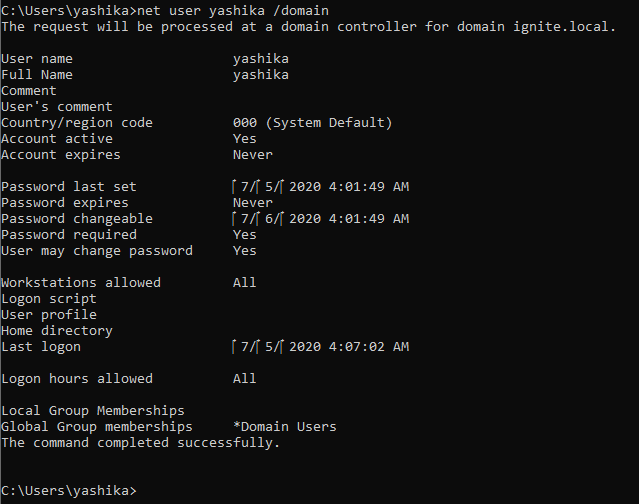 C:\Users\yashika>net user yashika /domain
The request will be processed at a domain controller for domain ignite.local.
User name                    yashika
Full Name                    yashika
Comment
User's comment
Country/region code          000 (System Default)
Account active               Yes
Account expires              Never
Password last set            7/ 5/ 2020 4:01:49 AM
Password expires             Never
Password changeable          7/ 6/ 2020 4:01:49 AM
Password required            Yes
User may change password     Yes
Workstations allowed         All
Logon script
User profile
Home directory
Last logon                   7/ 5/ 2020 4:07:02 AM
Logon hours allowed          All
Local Group Memberships
Global Group memberships     *Domain Users
The command completed successfully.
C:\Users\yashika>